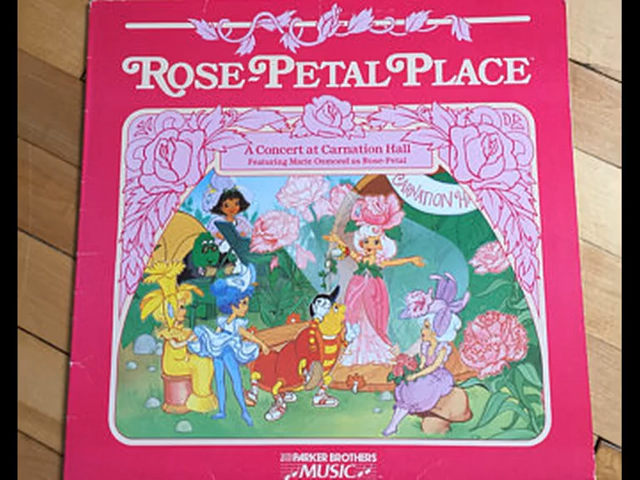 ROSE-PETAL PLACE
A Concert at Carnation Hall
Featuring Marie Osmond as Rose-Petal
CARNATION HA
PARKER BROTHERS
MUSIC